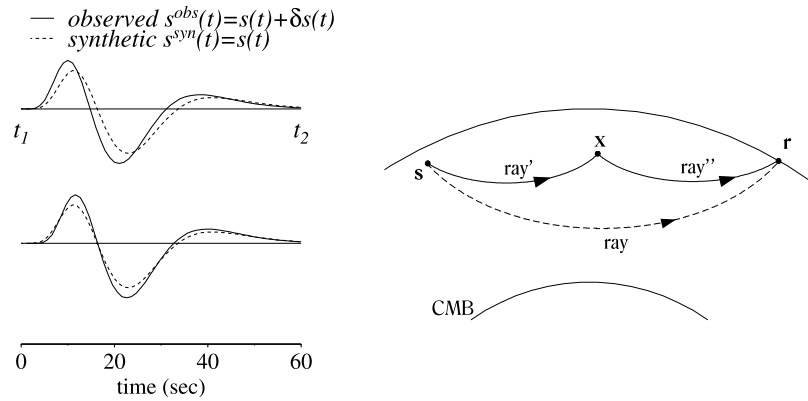 observed s^obs(t)=s(t)+δs(t)
synthetic s^syn(t)=s(t)
t1 t2
0 20 40 60
time (sec)
r
x
s
ray' ray''
ray
CMB